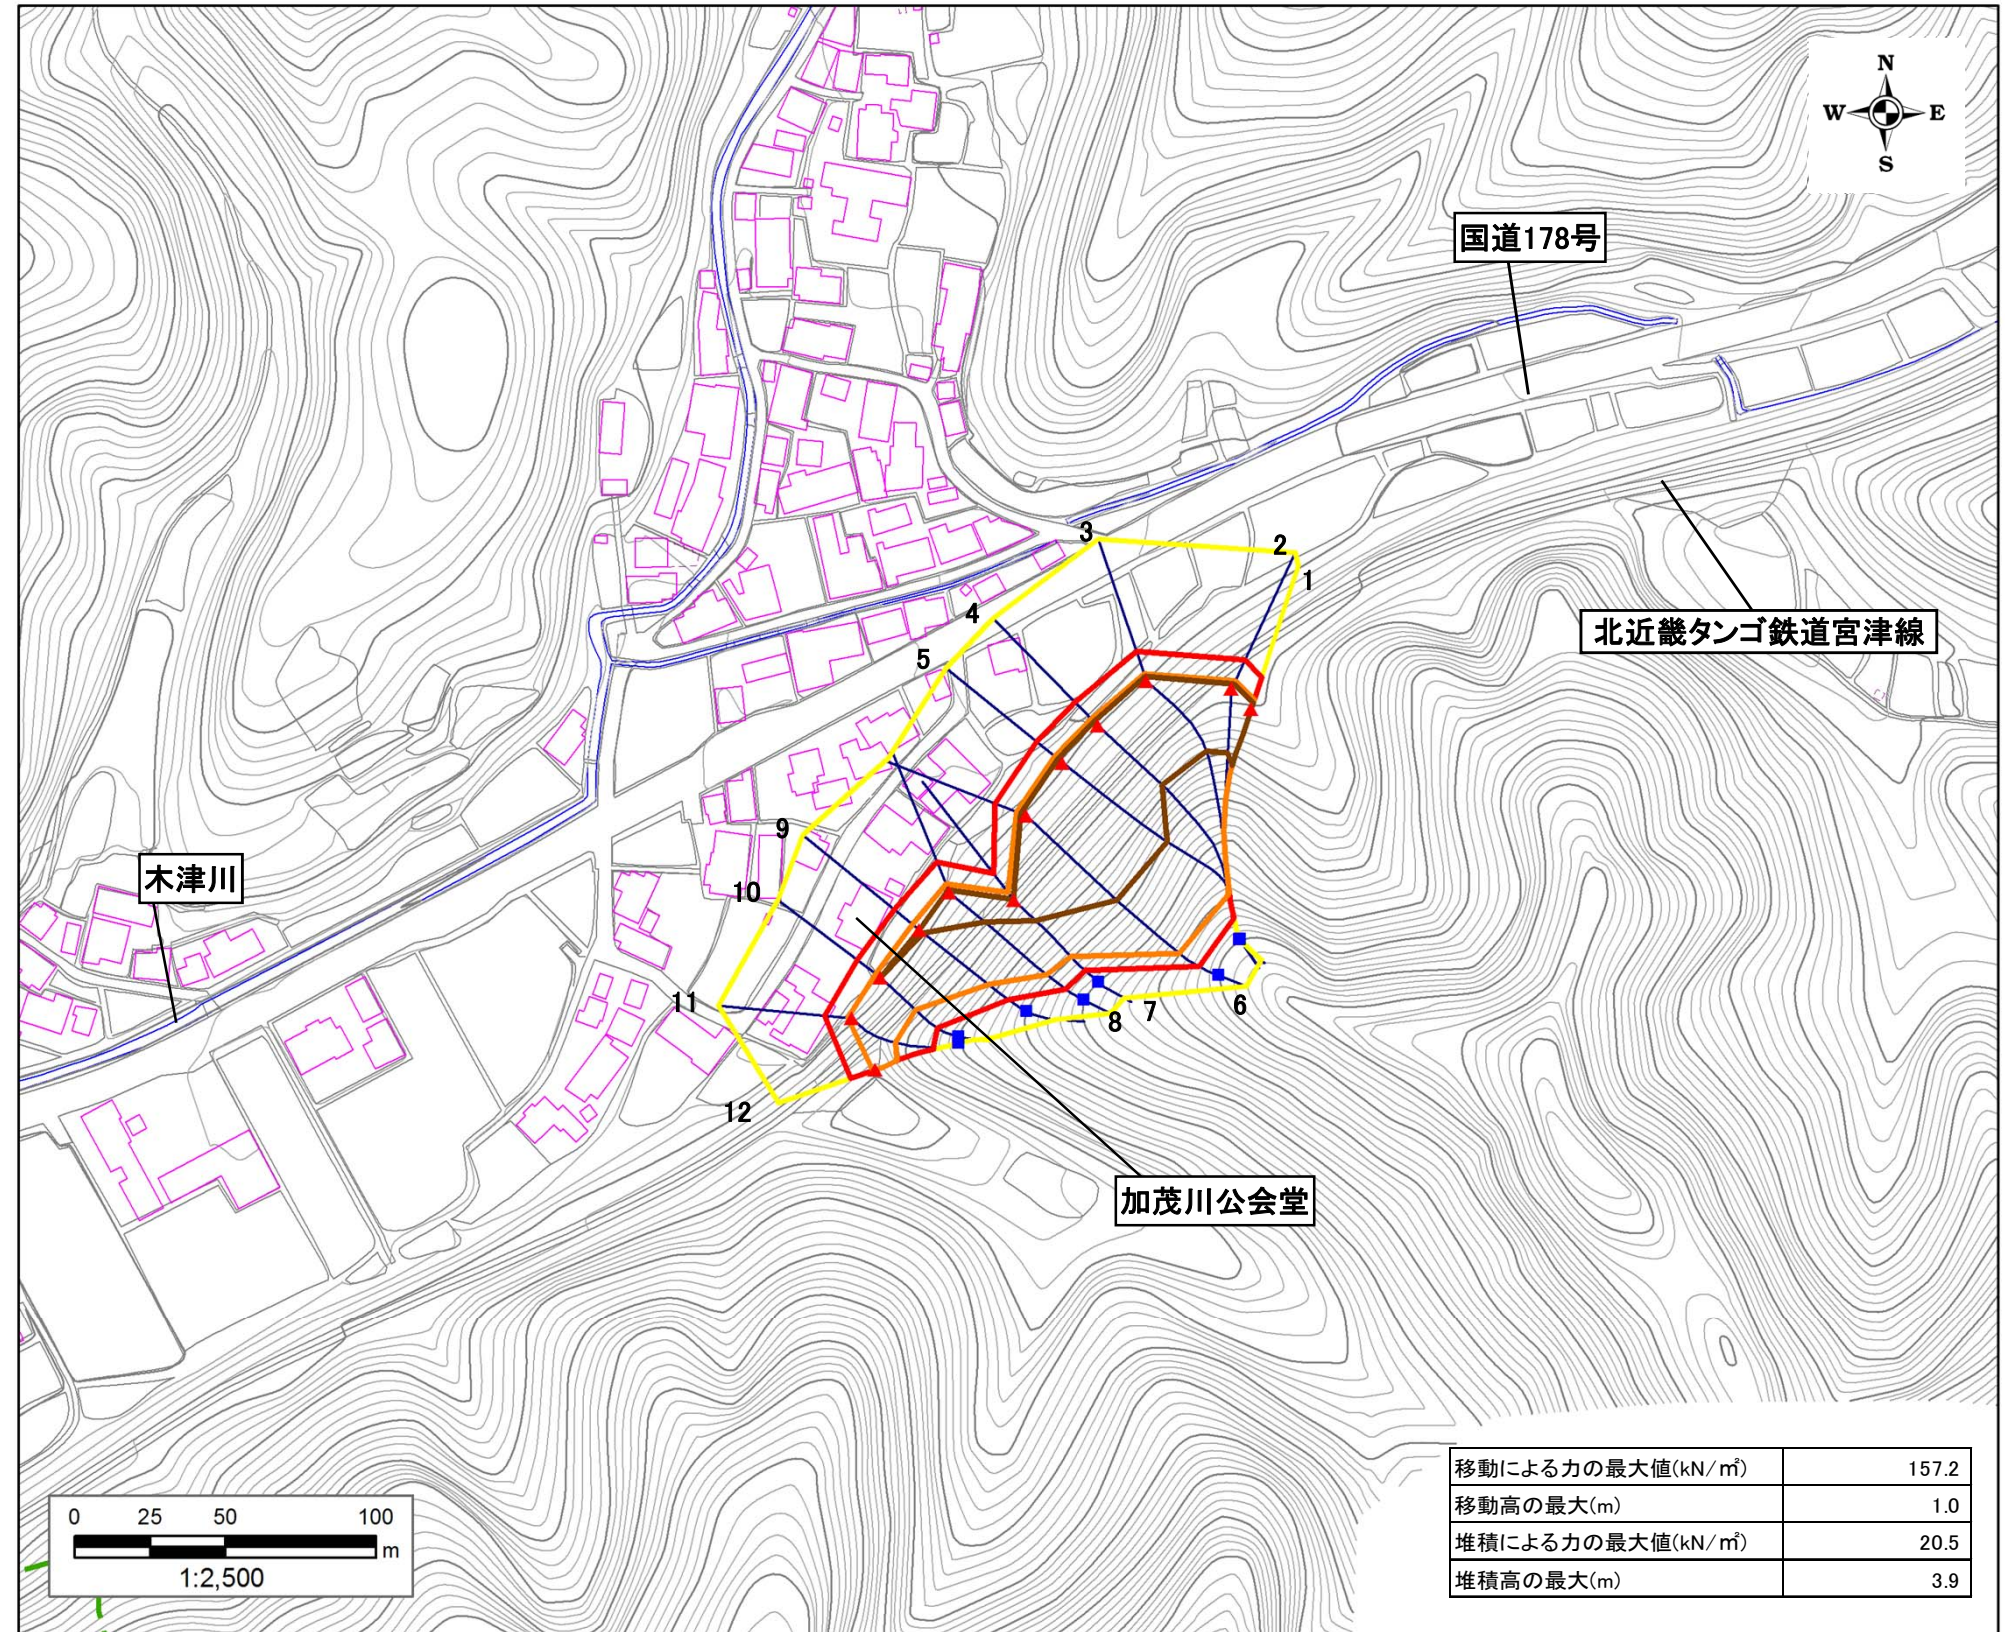 N
W E
S
国道178号
3
2
1
4
北近畿タンゴ鉄道宮津線
5
9
木津川
10
11
6
7
8
12
加茂川公会堂
移動による力の最大値(kN/㎡) 157.2
移動高の最大(m) 1.0
堆積による力の最大値(kN/㎡) 20.5
堆積高の最大(m) 3.9
0 25 50 100
m
1:2,500